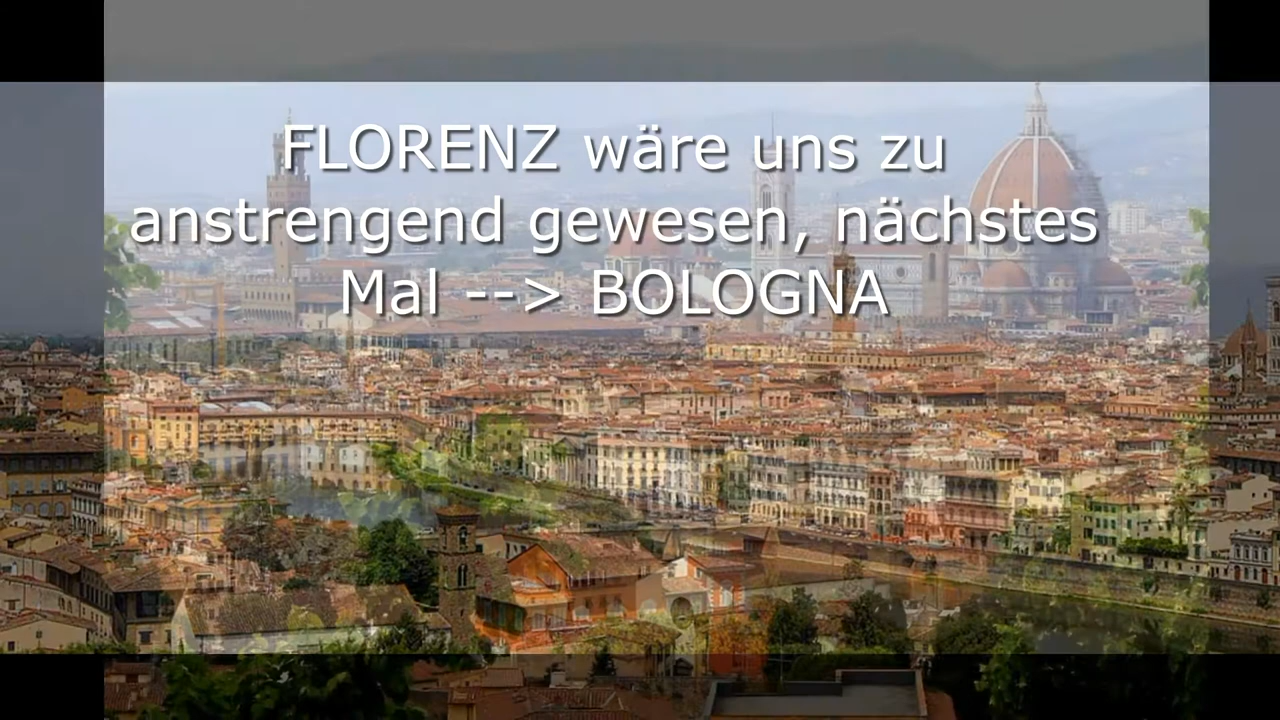 FLORENZ wäre uns zu
anstrengend gewesen, nächstes
Mal --> BOLOGNA